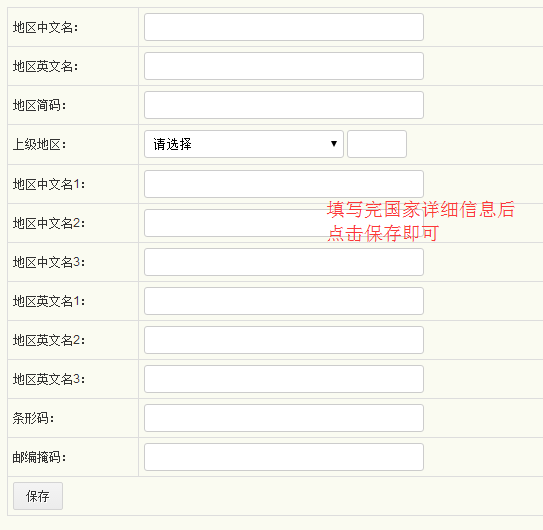 地区中文名:
地区英文名:
地区简码:
上级地区: 请选择
地区中文名1:
填写完国家详细信息后
地区中文名2:
点击保存即可
地区中文名3:
地区英文名1:
地区英文名2:
地区英文名3:
条形码:
邮编掩码:
保存